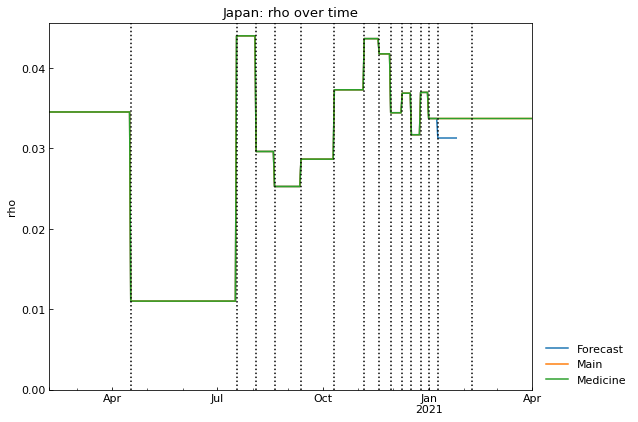 Japan: rho over time
rho
0.04
0.03
0.02
0.01
0.00
Apr
Jul
Oct
Jan
2021
Apr
Forecast
Main
Medicine